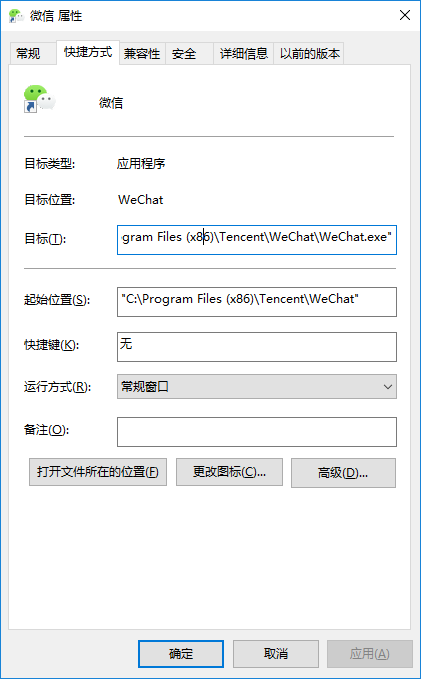 微信 属性
常规 快捷方式 兼容性 安全 详细信息 以前的版本
微信
目标类型: 应用程序
目标位置: WeChat
目标(T): gram Files (x86)\Tencent\WeChat\WeChat.exe"
起始位置(S): "C:\Program Files (x86)\Tencent\WeChat"
快捷键(K): 无
运行方式(R): 常规窗口
备注(O):
打开文件所在的位置(F) 更改图标(C)... 高级(D)...
确定 取消 应用(A)